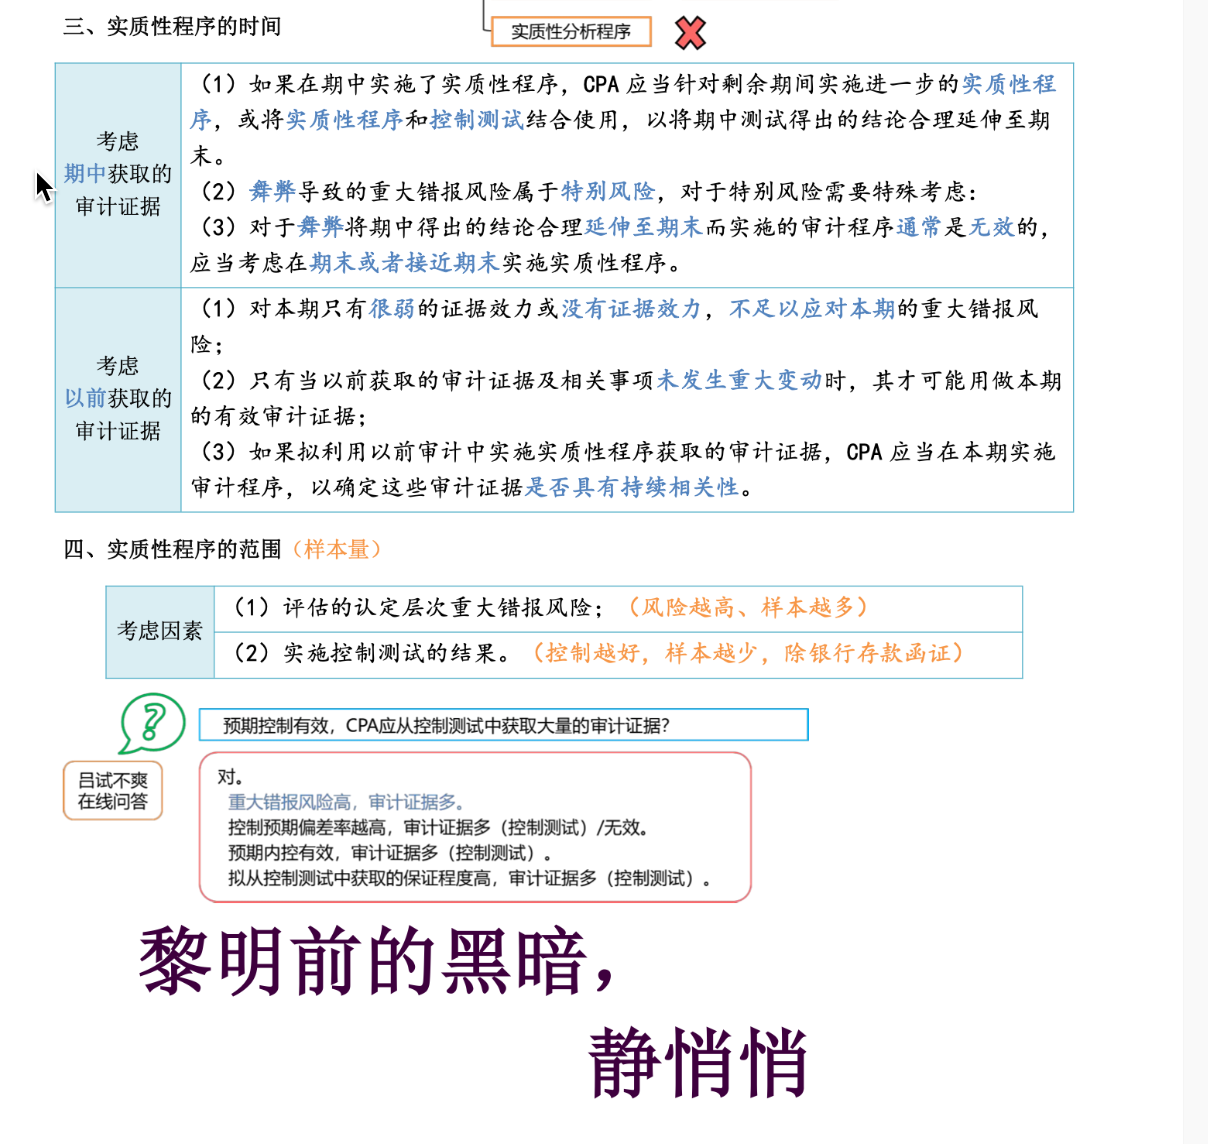 三、实质性程序的时间
实质性分析程序
考虑
期中获取的
审计证据
（1）如果在期中实施了实质性程序，CPA 应当针对剩余期间实施进一步的实质性程
序，或将实质性程序和控制测试结合使用，以将期中测试得出的结论合理延伸至期
末。
（2）舞弊导致的重大错报风险属于特别风险，对于特别风险需要特殊考虑：
（3）对于舞弊将期中得出的结论合理延伸至期末而实施的审计程序通常是无效的，
应当考虑在期末或者接近期末实施实质性程序。
考虑
以前获取的
审计证据
（1）对本期只有很弱的证据效力或没有证据效力，不足以应对本期的重大错报风
险；
（2）只有当以前获取的审计证据及相关事项未发生重大变动时，其才可能用做本期
的有效审计证据；
（3）如果拟利用以前审计中实施实质性程序获取的审计证据，CPA 应当在本期实施
审计程序，以确定这些审计证据是否具有持续相关性。
四、实质性程序的范围（样本量）
考虑因素
（1）评估的认定层次重大错报风险；（风险越高、样本越多）
（2）实施控制测试的结果。（控制越好，样本越少，除银行存款函证）
?
预期控制有效，CPA应从控制测试中获取大量的审计证据？
吕试不爽
在线问答
对。
重大错报风险高，审计证据多。
控制预期偏差率越高，审计证据多（控制测试）/无效。
预期内控有效，审计证据多（控制测试）。
拟从控制测试中获取的保证程度高，审计证据多（控制测试）。
黎明前的黑暗，
静悄悄